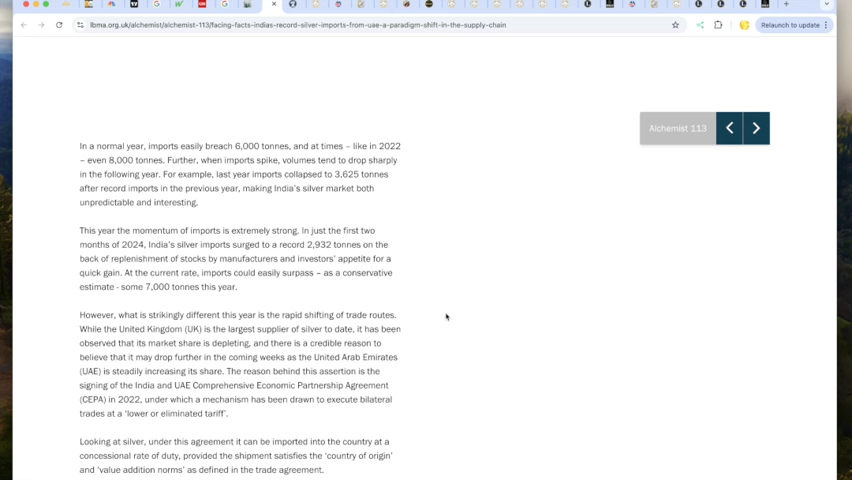 lbma.org.uk/alchemist/alchemist-113/facing-facts-indias-record-silver-imports-from-uae-a-paradigm-shift-in-the-supply-chain
Relaunch to update
Alchemist 113
In a normal year, imports easily breach 6,000 tonnes, and at times – like in 2022
– even 8,000 tonnes. Further, when imports spike, volumes tend to drop sharply
in the following year. For example, last year imports collapsed to 3,625 tonnes
after record imports in the previous year, making India's silver market both
unpredictable and interesting.
This year the momentum of imports is extremely strong. In just the first two
months of 2024, India's silver imports surged to a record 2,932 tonnes on the
back of replenishment of stocks by manufacturers and investors' appetite for a
quick gain. At the current rate, imports could easily surpass – as a conservative
estimate - some 7,000 tonnes this year.
However, what is strikingly different this year is the rapid shifting of trade routes.
While the United Kingdom (UK) is the largest supplier of silver to date, it has been
observed that its market share is depleting, and there is a credible reason to
believe that it may drop further in the coming weeks as the United Arab Emirates
(UAE) is steadily increasing its share. The reason behind this assertion is the
signing of the India and UAE Comprehensive Economic Partnership Agreement
(CEPA) in 2022, under which a mechanism has been drawn to execute bilateral
trades at a 'lower or eliminated tariff'.
Looking at silver, under this agreement it can be imported into the country at a
concessional rate of duty, provided the shipment satisfies the 'country of origin'
and 'value addition norms' as defined in the trade agreement.